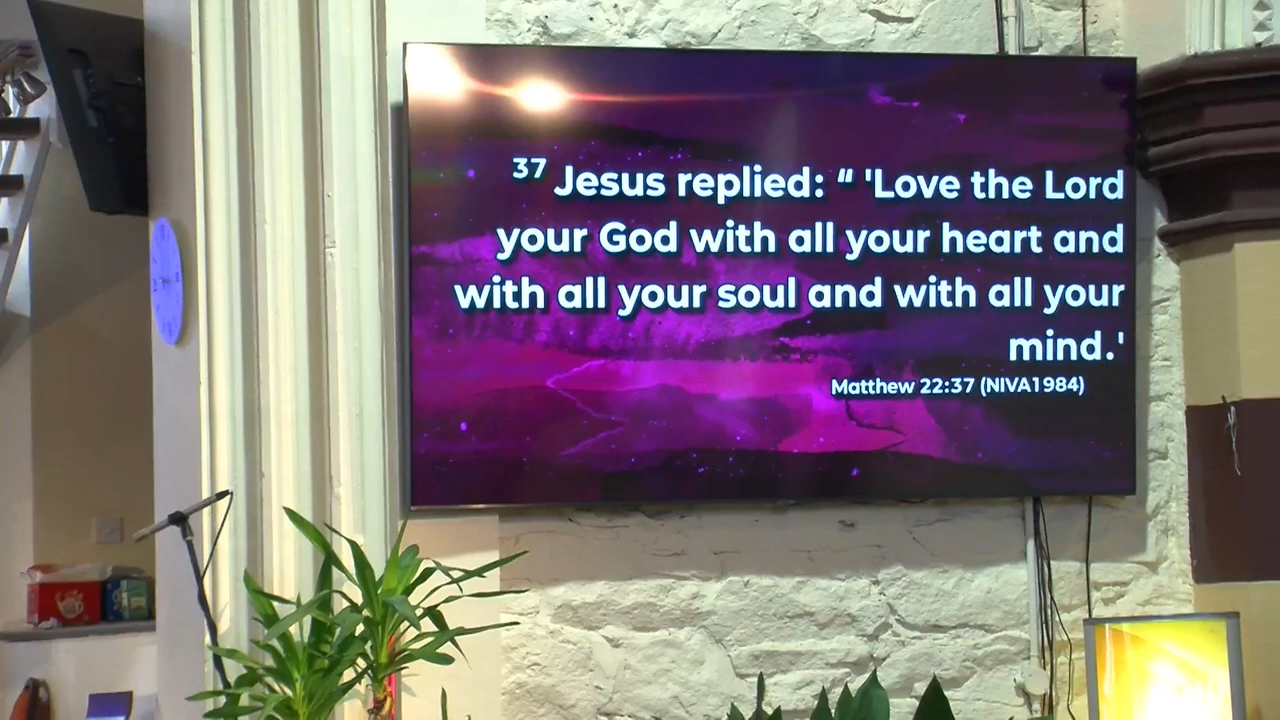 37 Jesus replied: “ 'Love the Lord
your God with all your heart and
with all your soul and with all your
mind.'
Matthew 22:37 (NIVA1984)